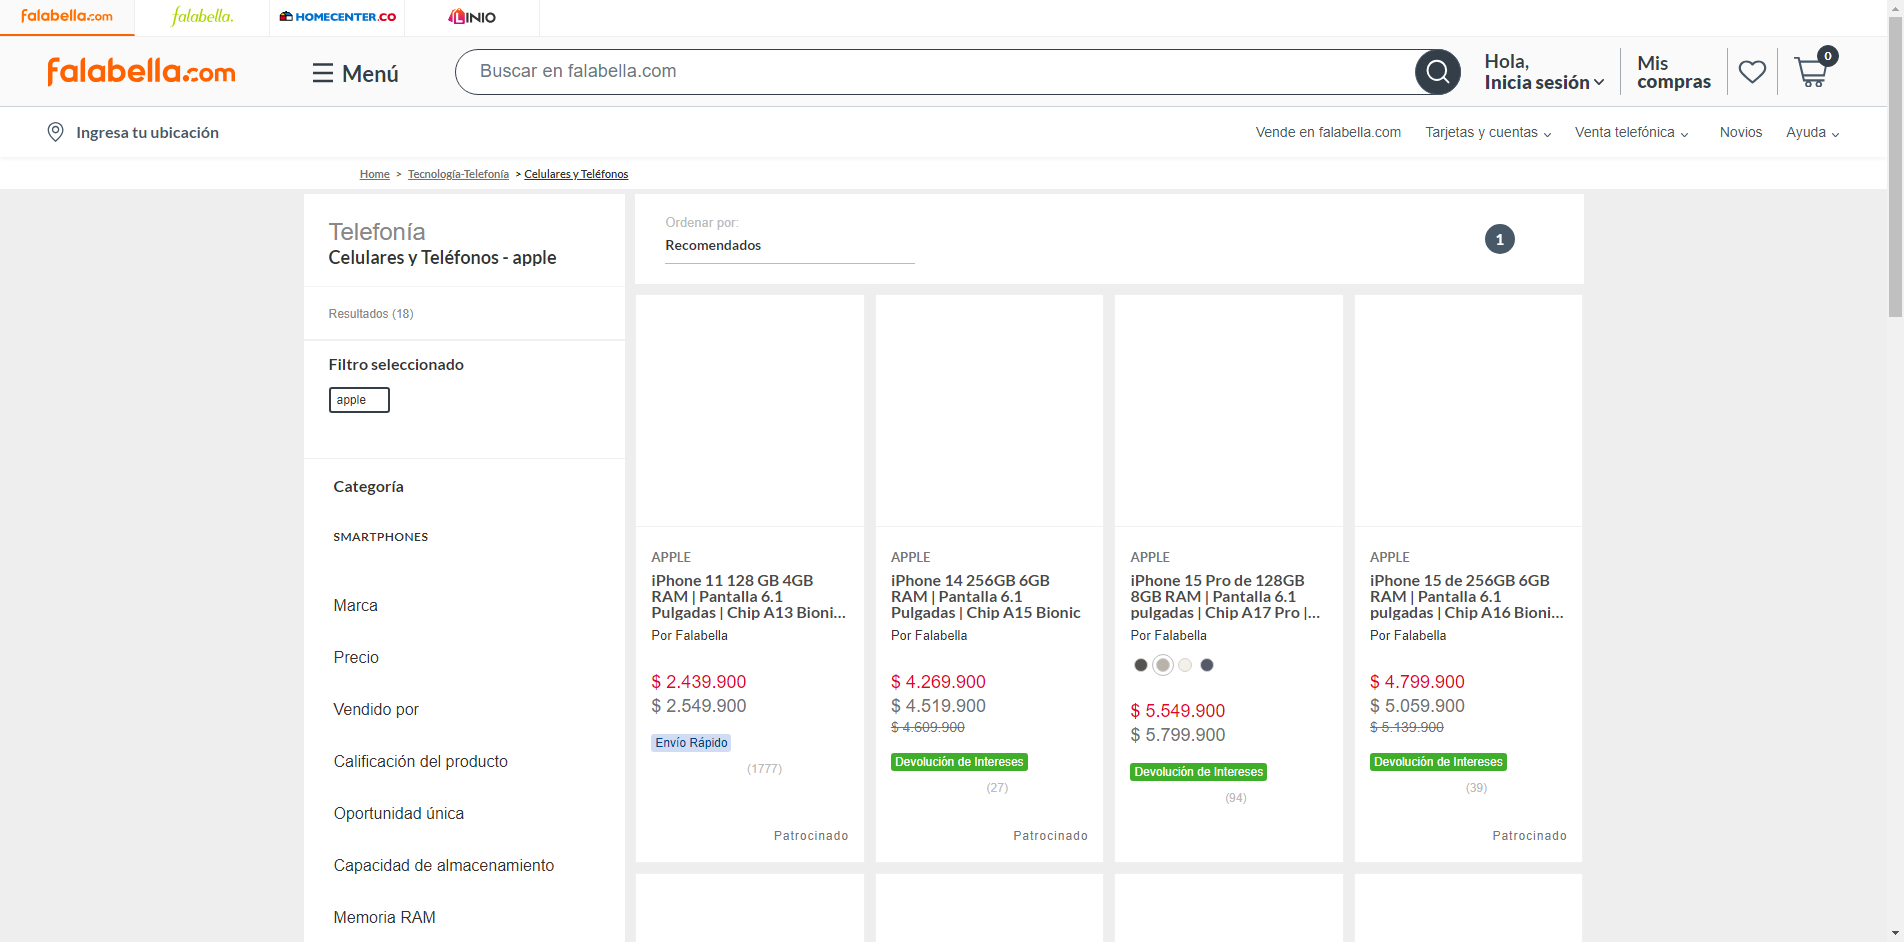 falabella.com
falabella.
HOMECENTER.CO
LINIO
falabella.com
Menú
Buscar en falabella.com
Hola,
Inicia sesión
Mis
compras
0
Ingresa tu ubicación
Vende en falabella.com
Tarjetas y cuentas
Venta telefónica
Novios
Ayuda
Home > Tecnología-Telefonía > Celulares y Teléfonos
Telefonía
Celulares y Teléfonos - apple
Resultados (18)
Filtro seleccionado
apple
Categoría
SMARTPHONES
Marca
Precio
Vendido por
Calificación del producto
Oportunidad única
Capacidad de almacenamiento
Memoria RAM
Ordenar por:
Recomendados
1
APPLE
iPhone 11 128 GB 4GB
RAM | Pantalla 6.1
Pulgadas | Chip A13 Bioni...
Por Falabella
$ 2.439.900
$ 2.549.900
Envío Rápido
(1777)
Patrocinado
APPLE
iPhone 14 256GB 6GB
RAM | Pantalla 6.1
Pulgadas | Chip A15 Bionic
Por Falabella
$ 4.269.900
$ 4.519.900
$ 4.609.900
Devolución de Intereses
(27)
Patrocinado
APPLE
iPhone 15 Pro de 128GB
8GB RAM | Pantalla 6.1
pulgadas | Chip A17 Pro |...
Por Falabella
$ 5.549.900
$ 5.799.900
Devolución de Intereses
(94)
APPLE
iPhone 15 de 256GB 6GB
RAM | Pantalla 6.1
pulgadas | Chip A16 Bioni...
Por Falabella
$ 4.799.900
$ 5.059.900
$ 5.139.900
Devolución de Intereses
(39)
Patrocinado